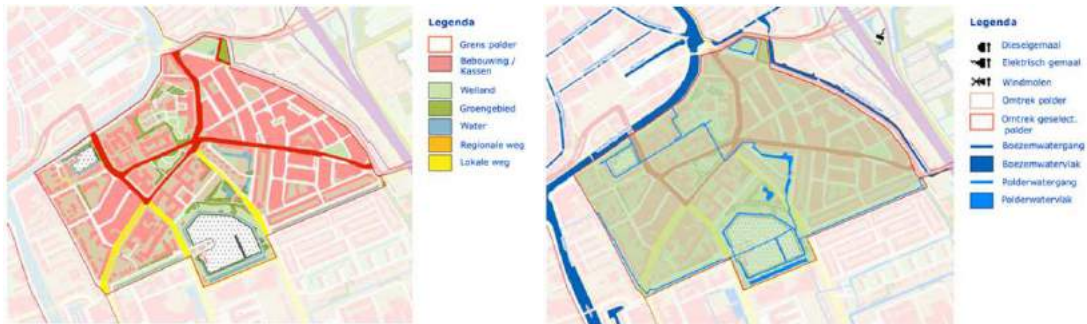 Legenda
Grens polder
Bebouwing /
Kassen
Weiland
Groengebied
Water
Regionale weg
Lokale weg
Legenda
Dieselgemaal
Elektrisch gemaal
Windmolen
Omtrek polder
Omtrek geselect.
polder
Boezemwatergang
Boezemwatervlak
Polderwatergang
Polderwatervlak